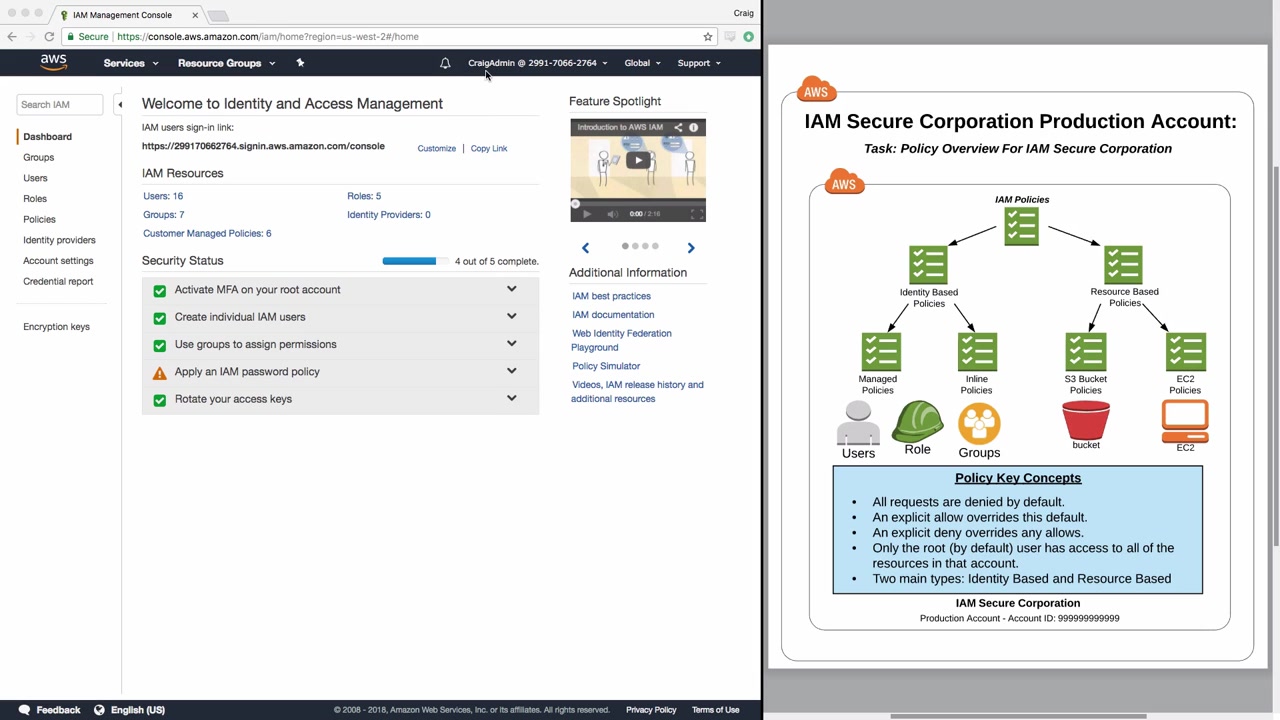 IAM Management Console
Craig
Secure
https://console.aws.amazon.com/iam/home?region=us-west-2#/home
aws
Services
Resource Groups
CraigAdmin @ 2991-7066-2764
Global
Support
Search IAM
Dashboard
Groups
Users
Roles
Policies
Identity providers
Account settings
Credential report
Encryption keys
Welcome to Identity and Access Management
IAM users sign-in link:
https://299170662764.signin.aws.amazon.com/console
Customize | Copy Link
IAM Resources
Users: 16
Roles: 5
Groups: 7
Identity Providers: 0
Customer Managed Policies: 6
Security Status
4 out of 5 complete.
Activate MFA on your root account
Create individual IAM users
Use groups to assign permissions
Apply an IAM password policy
Rotate your access keys
Feature Spotlight
Introduction to AWS IAM
0:00 / 2:16
Additional Information
IAM best practices
IAM documentation
Web Identity Federation
Playground
Policy Simulator
Videos, IAM release history and
additional resources
Feedback
English (US)
© 2008 - 2018, Amazon Web Services, Inc. or its affiliates. All rights reserved.
Privacy Policy
Terms of Use
AWS
IAM Secure Corporation Production Account:
Task: Policy Overview For IAM Secure Corporation
AWS
IAM Policies
Identity Based
Policies
Resource Based
Policies
Managed
Policies
Inline
Policies
S3 Bucket
Policies
EC2
Policies
Users
Role
Groups
bucket
EC2
Policy Key Concepts
• All requests are denied by default.
• An explicit allow overrides this default.
• An explicit deny overrides any allows.
• Only the root (by default) user has access to all of the
resources in that account.
• Two main types: Identity Based and Resource Based
IAM Secure Corporation
Production Account - Account ID: 999999999999